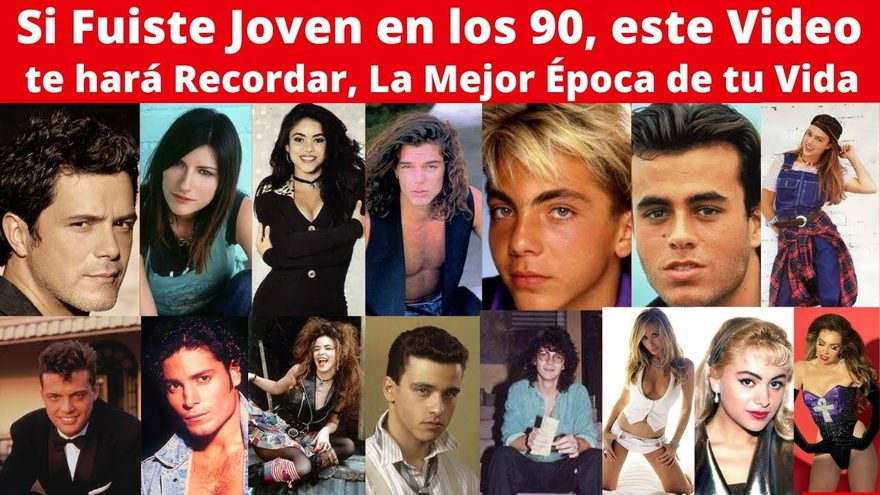 Si Fuiste Joven en los 90, este Video
te hará Recordar, La Mejor Época de tu Vida